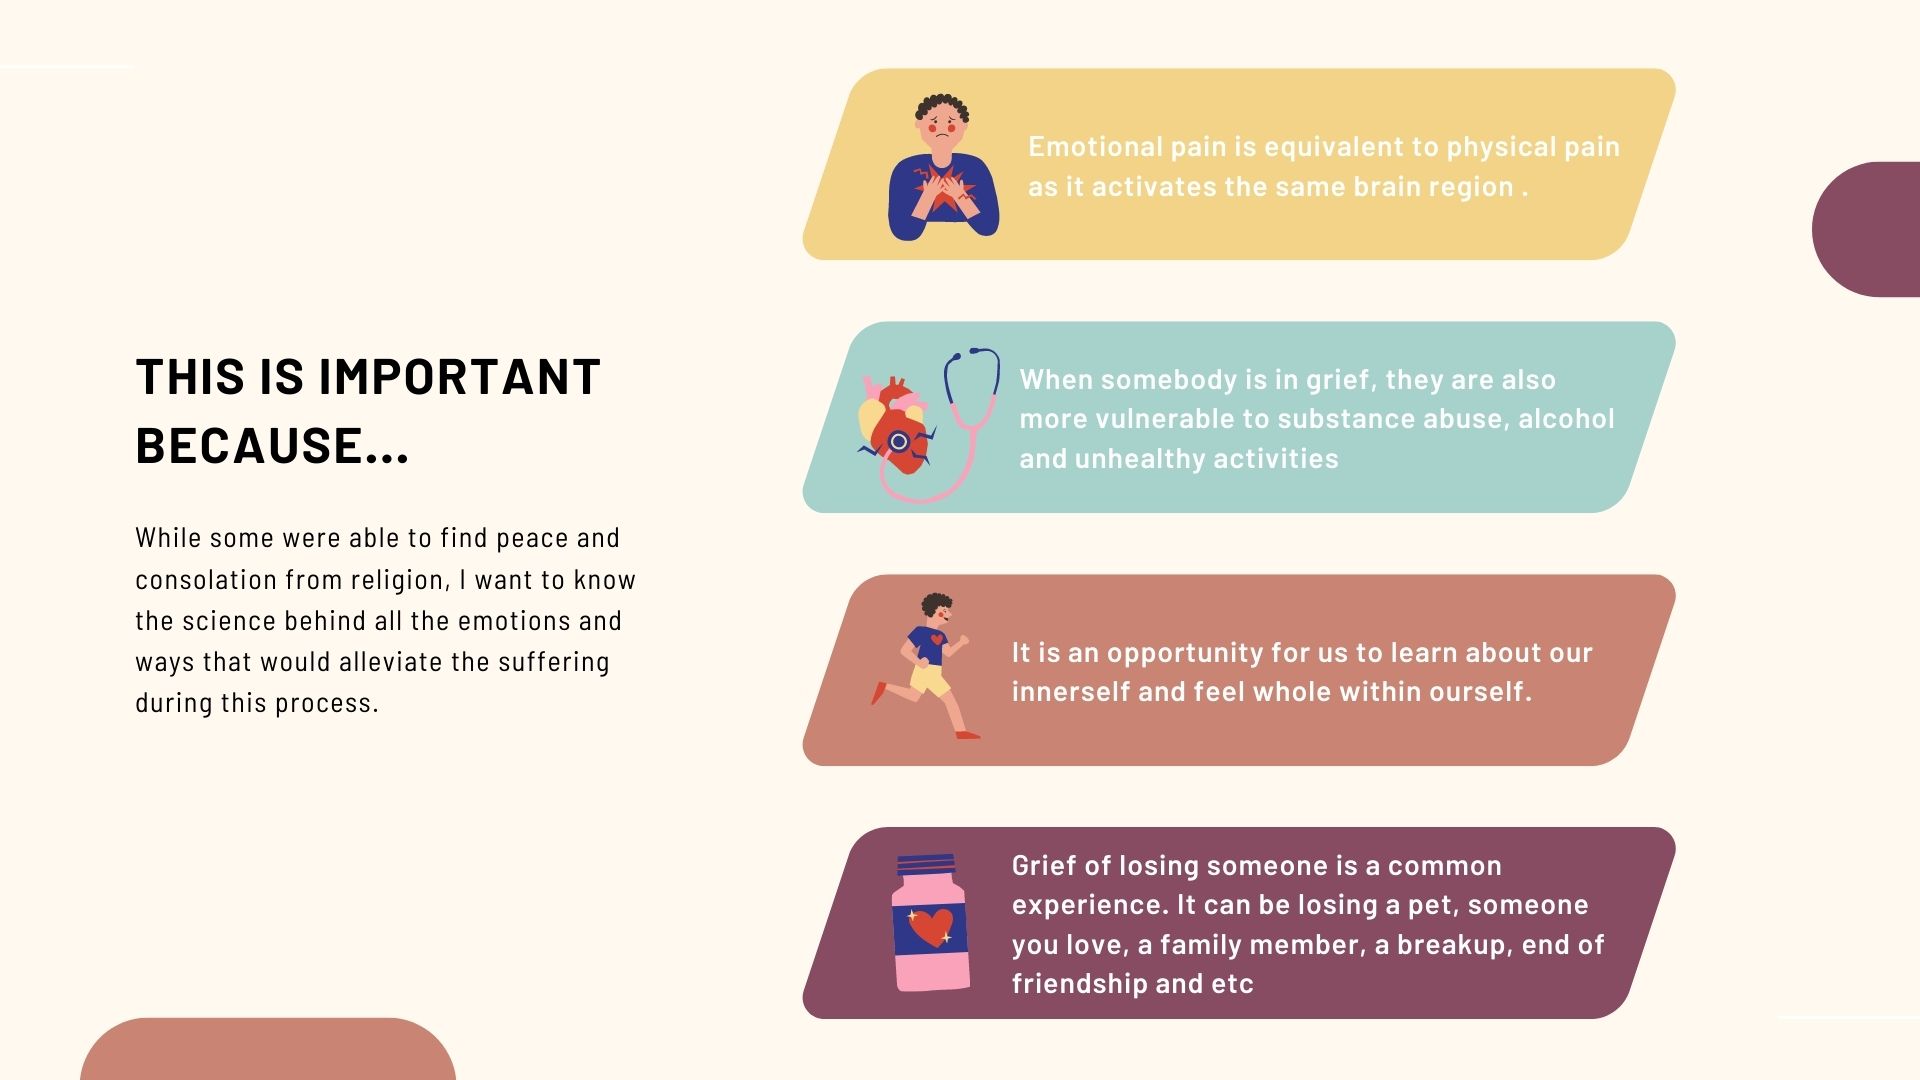 THIS IS IMPORTANT
BECAUSE...
While some were able to find peace and
consolation from religion, I want to know
the science behind all the emotions and
ways that would alleviate the suffering
during this process.
Emotional pain is equivalent to physical pain
as it activates the same brain region .
When somebody is in grief, they are also
more vulnerable to substance abuse, alcohol
and unhealthy activities
It is an opportunity for us to learn about our
innerself and feel whole within ourself.
Grief of losing someone is a common
experience. It can be losing a pet, someone
you love, a family member, a breakup, end of
friendship and etc